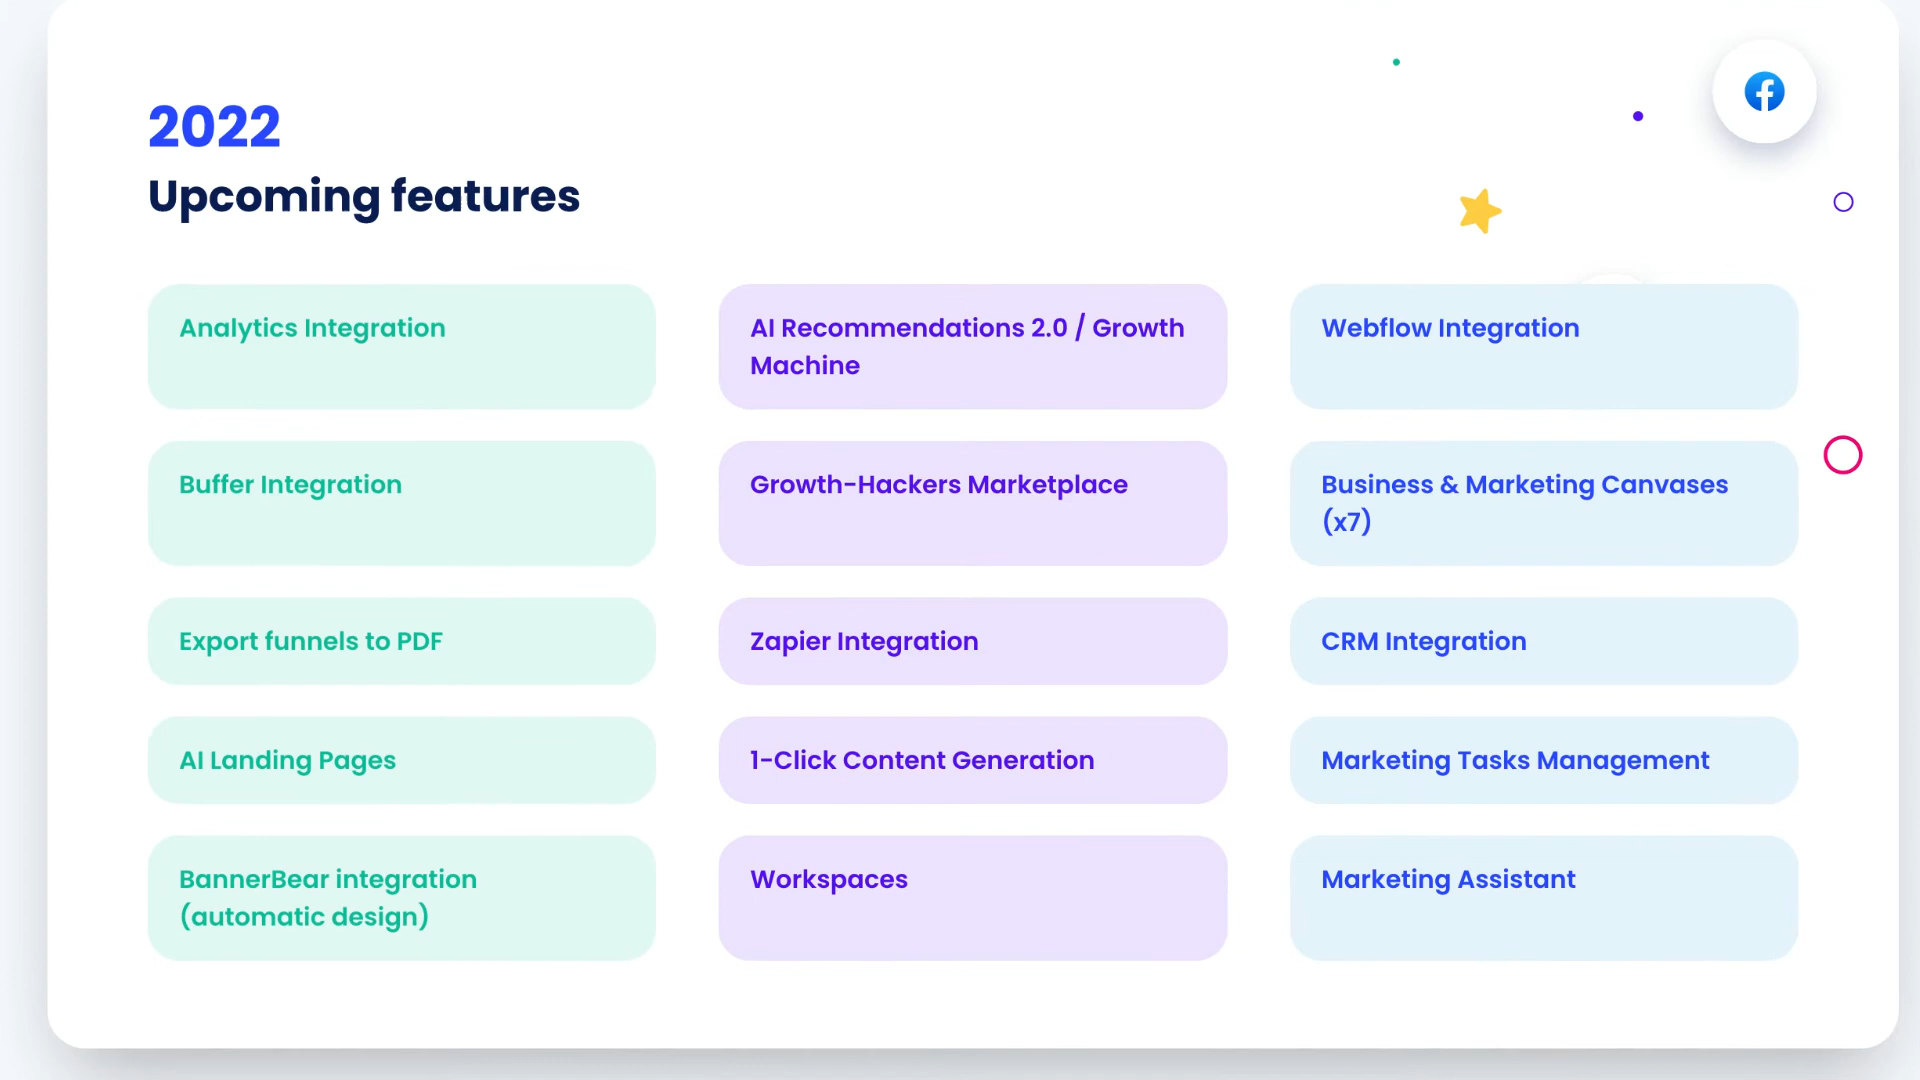 2022
Upcoming features
Analytics Integration
AI Recommendations 2.0 / Growth
Machine
Webflow Integration
Buffer Integration
Growth-Hackers Marketplace
Business & Marketing Canvases
(x7)
Export funnels to PDF
Zapier Integration
CRM Integration
AI Landing Pages
1-Click Content Generation
Marketing Tasks Management
BannerBear integration
(automatic design)
Workspaces
Marketing Assistant